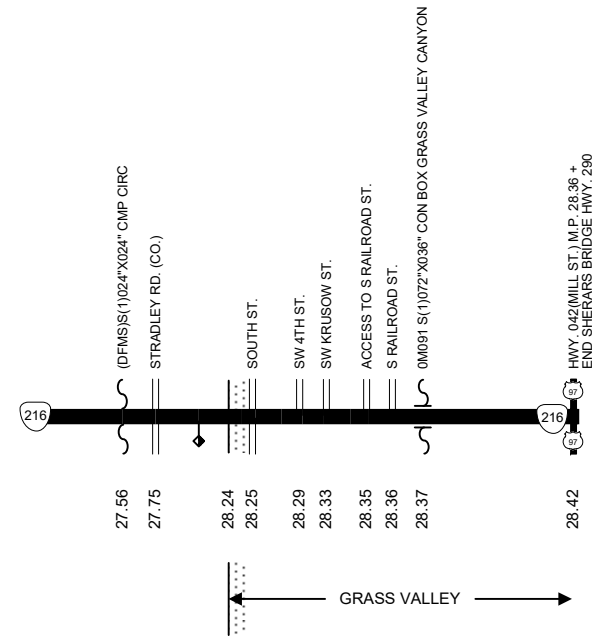 (DFMS)S(1)024"X024" CMP CIRC
STRADLEY RD. (CO.)
SOUTH ST.
SW 4TH ST.
SW KRUSOW ST.
ACCESS TO S RAILROAD ST.
S RAILROAD ST.
0M091 S(1)072"X036" CON BOX GRASS VALLEY CANYON
HWY. 042(MILL ST.) M.P. 28.36 +
END SHERARS BRIDGE HWY. 290
216
216
97
97
27.56
27.75
28.24
28.25
28.29
28.33
28.35
28.36
28.37
28.42
GRASS VALLEY